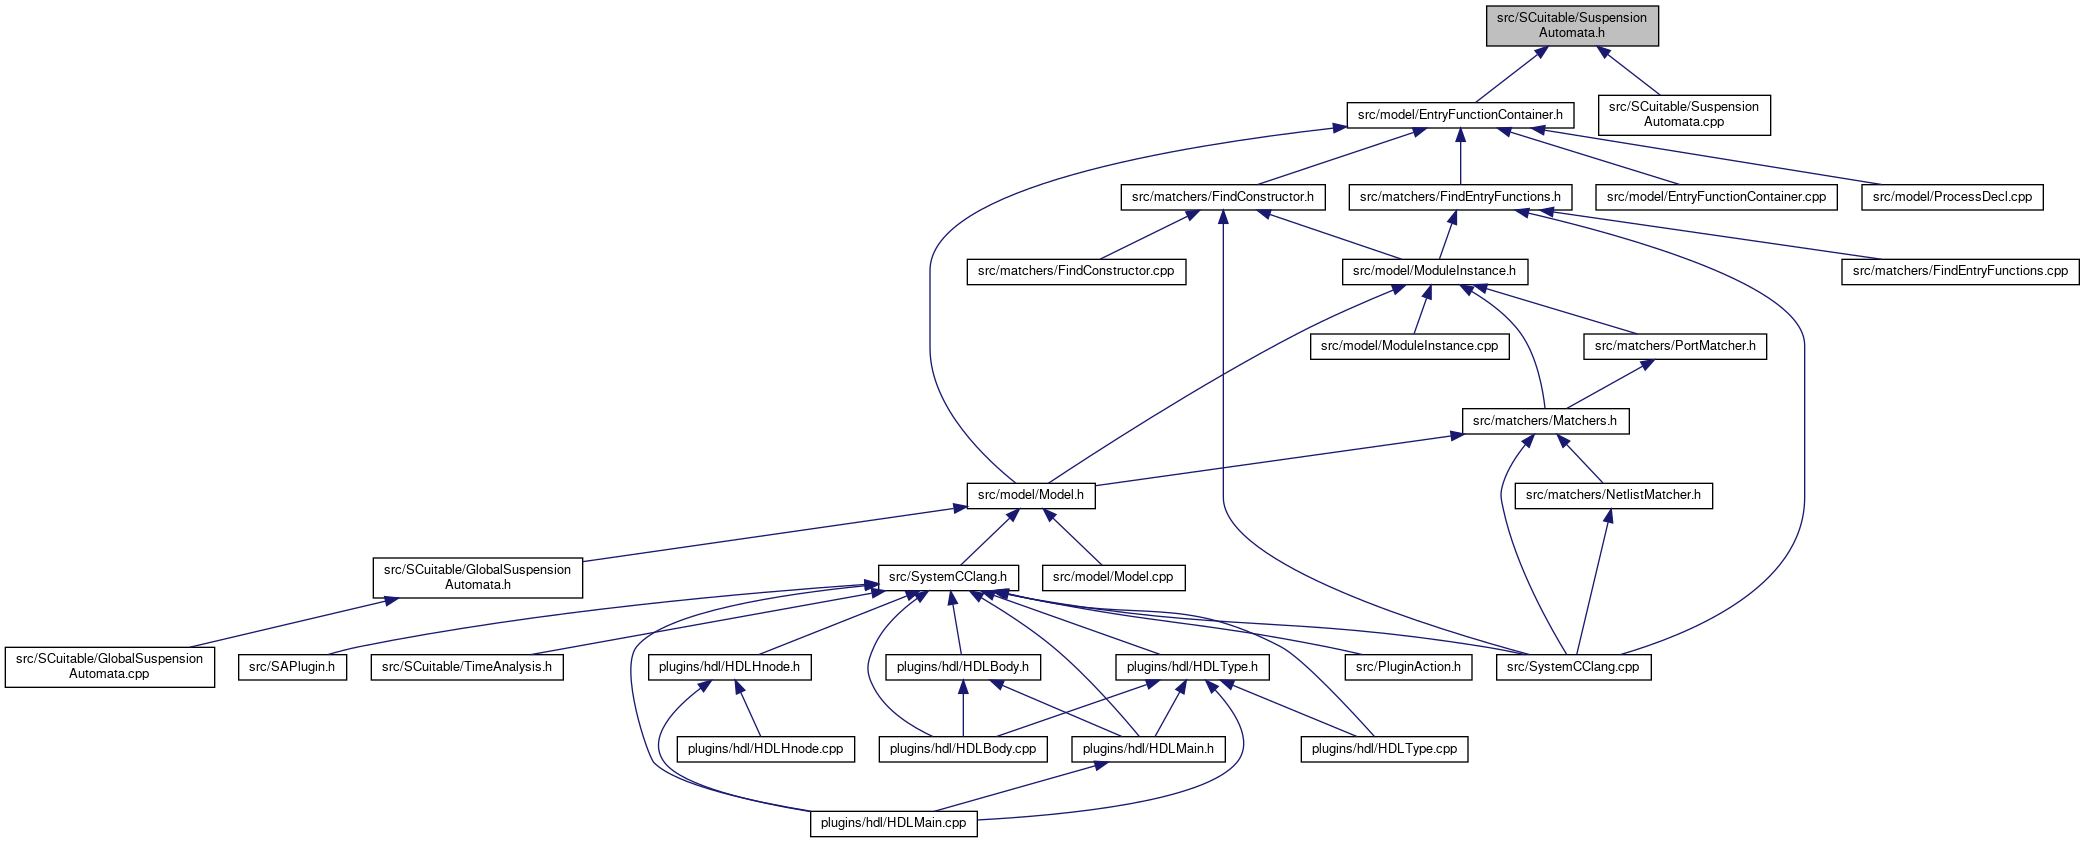 src/SCuitable/Suspension
Automata.h
src/model/EntryFunctionContainer.h
src/SCuitable/Suspension
Automata.cpp
src/matchers/FindConstructor.h
src/matchers/FindEntryFunctions.h
src/model/EntryFunctionContainer.cpp
src/model/ProcessDecl.cpp
src/matchers/FindConstructor.cpp
src/model/ModuleInstance.h
src/matchers/FindEntryFunctions.cpp
src/model/ModuleInstance.cpp
src/matchers/PortMatcher.h
src/matchers/Matchers.h
src/model/Model.h
src/matchers/NetlistMatcher.h
src/SCuitable/GlobalSuspension
Automata.h
src/SystemCClang.h
src/model/Model.cpp
src/SCuitable/GlobalSuspension
Automata.cpp
src/SAPlugin.h
src/SCuitable/TimeAnalysis.h
plugins/hdl/HDLHnode.h
plugins/hdl/HDLBody.h
plugins/hdl/HDLType.h
src/PluginAction.h
src/SystemCClang.cpp
plugins/hdl/HDLHnode.cpp
plugins/hdl/HDLBody.cpp
plugins/hdl/HDLMain.h
plugins/hdl/HDLType.cpp
plugins/hdl/HDLMain.cpp